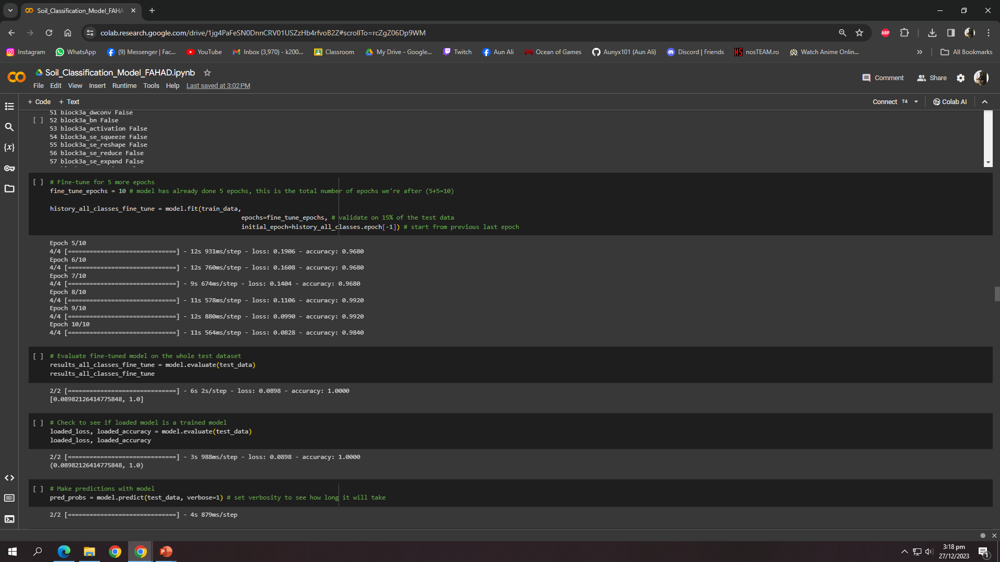 Soil_Classification_Model_FAHA
colab.research.google.com/drive/1jg4PaFeSN0DnnCRV01USZzHb4rfvoB2Z#scrollTo=rcZgZ06Dp9WM
ABP
Instagram WhatsApp (9) Messenger | Fac... YouTube Inbox (3,970) - k200... Classroom My Drive - Google... Twitch Aun Ali Ocean of Games Aunyx101 (Aun Ali) Discord | Friends NS nosTEAM.ro Watch Anime Onlin... » All Bookmarks
Soil_Classification_Model_FAHAD.ipynb
Comment Share
File Edit View Insert Runtime Tools Help Last saved at 3:02 PM
+ Code + Text Connect T4 Colab AI
51 block3a_dwconv False
[ ] 52 block3a_bn False
53 block3a_activation False
54 block3a_se_squeeze False
55 block3a_se_reshape False
56 block3a_se_reduce False
57 block3a_se_expand False
[ ] # Fine-tune for 5 more epochs
fine_tune_epochs = 10 # model has already done 5 epochs, this is the total number of epochs we're after (5+5=10)
history_all_classes_fine_tune = model.fit(train_data,
epochs=fine_tune_epochs, # validate on 15% of the test data
initial_epoch=history_all_classes.epoch[-1]) # start from previous last epoch
Epoch 5/10
4/4 [==============================] - 12s 931ms/step - loss: 0.1906 - accuracy: 0.9680
Epoch 6/10
4/4 [==============================] - 12s 760ms/step - loss: 0.1608 - accuracy: 0.9680
Epoch 7/10
4/4 [==============================] - 9s 674ms/step - loss: 0.1404 - accuracy: 0.9680
Epoch 8/10
4/4 [==============================] - 11s 578ms/step - loss: 0.1106 - accuracy: 0.9920
Epoch 9/10
4/4 [==============================] - 12s 880ms/step - loss: 0.0990 - accuracy: 0.9920
Epoch 10/10
4/4 [==============================] - 11s 564ms/step - loss: 0.0828 - accuracy: 0.9840
[ ] # Evaluate fine-tuned model on the whole test dataset
results_all_classes_fine_tune = model.evaluate(test_data)
results_all_classes_fine_tune
2/2 [==============================] - 6s 2s/step - loss: 0.0898 - accuracy: 1.0000
[0.08982126414775848, 1.0]
[ ] # Check to see if loaded model is a trained model
loaded_loss, loaded_accuracy = model.evaluate(test_data)
loaded_loss, loaded_accuracy
2/2 [==============================] - 3s 988ms/step - loss: 0.0898 - accuracy: 1.0000
(0.08982126414775848, 1.0)
[ ] # Make predictions with model
pred_probs = model.predict(test_data, verbose=1) # set verbosity to see how long it will take
2/2 [==============================] - 4s 879ms/step
3:18 pm
27/12/2023
1